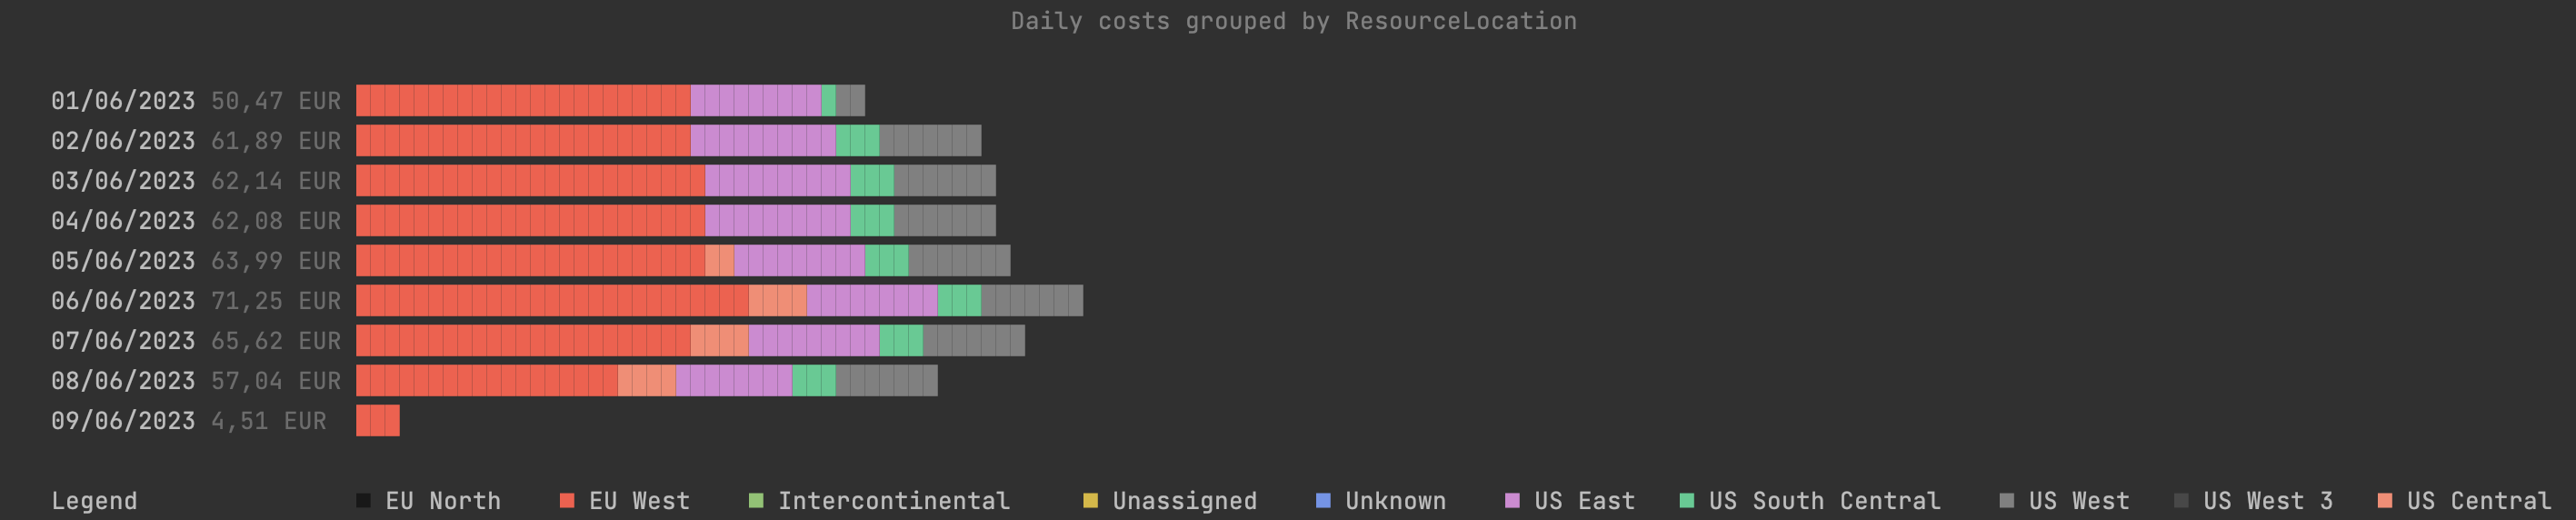 Daily costs grouped by ResourceLocation
01/06/2023 50,47 EUR
02/06/2023 61,89 EUR
03/06/2023 62,14 EUR
04/06/2023 62,08 EUR
05/06/2023 63,99 EUR
06/06/2023 71,25 EUR
07/06/2023 65,62 EUR
08/06/2023 57,04 EUR
09/06/2023 4,51 EUR
Legend EU North EU West Intercontinental Unassigned Unknown US East US South Central US West US West 3 US Central